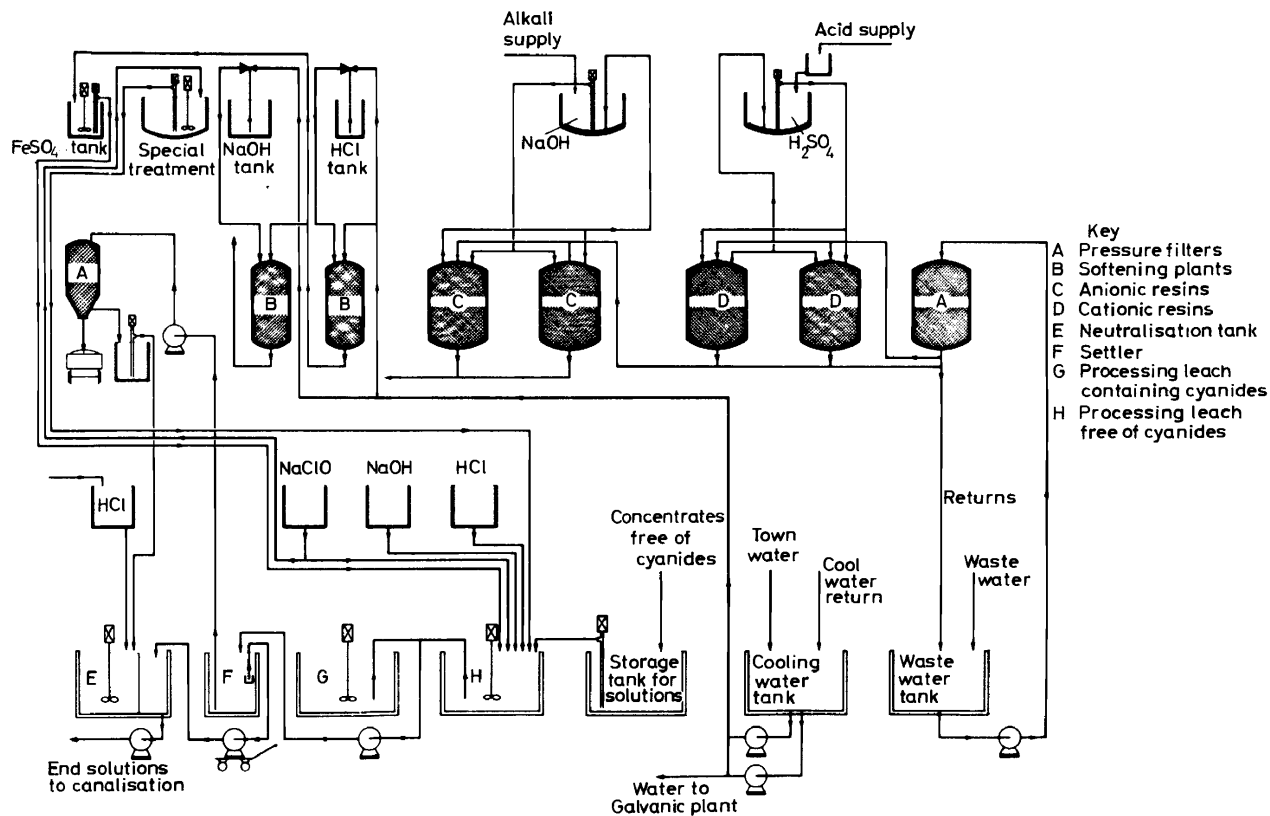 Alkali
supply
Acid supply
FeSO4 tank
Special
treatment
NaOH
tank
HCl
tank
NaOH
H2SO4
A
B
B
C
C
D
D
A
Key
A Pressure filters
B Softening plants
C Anionic resins
D Cationic resins
E Neutralisation tank
F Settler
G Processing leach
containing cyanides
H Processing leach
free of cyanides
HCl
NaClO
NaOH
HCl
Concentrates
free of
cyanides
Town
water
Cool
water
return
Returns
Waste
water
E
F
G
H
Storage
tank for
solutions
Cooling
water
tank
Waste
water
tank
End solutions
to canalisation
Water to
Galvanic plant